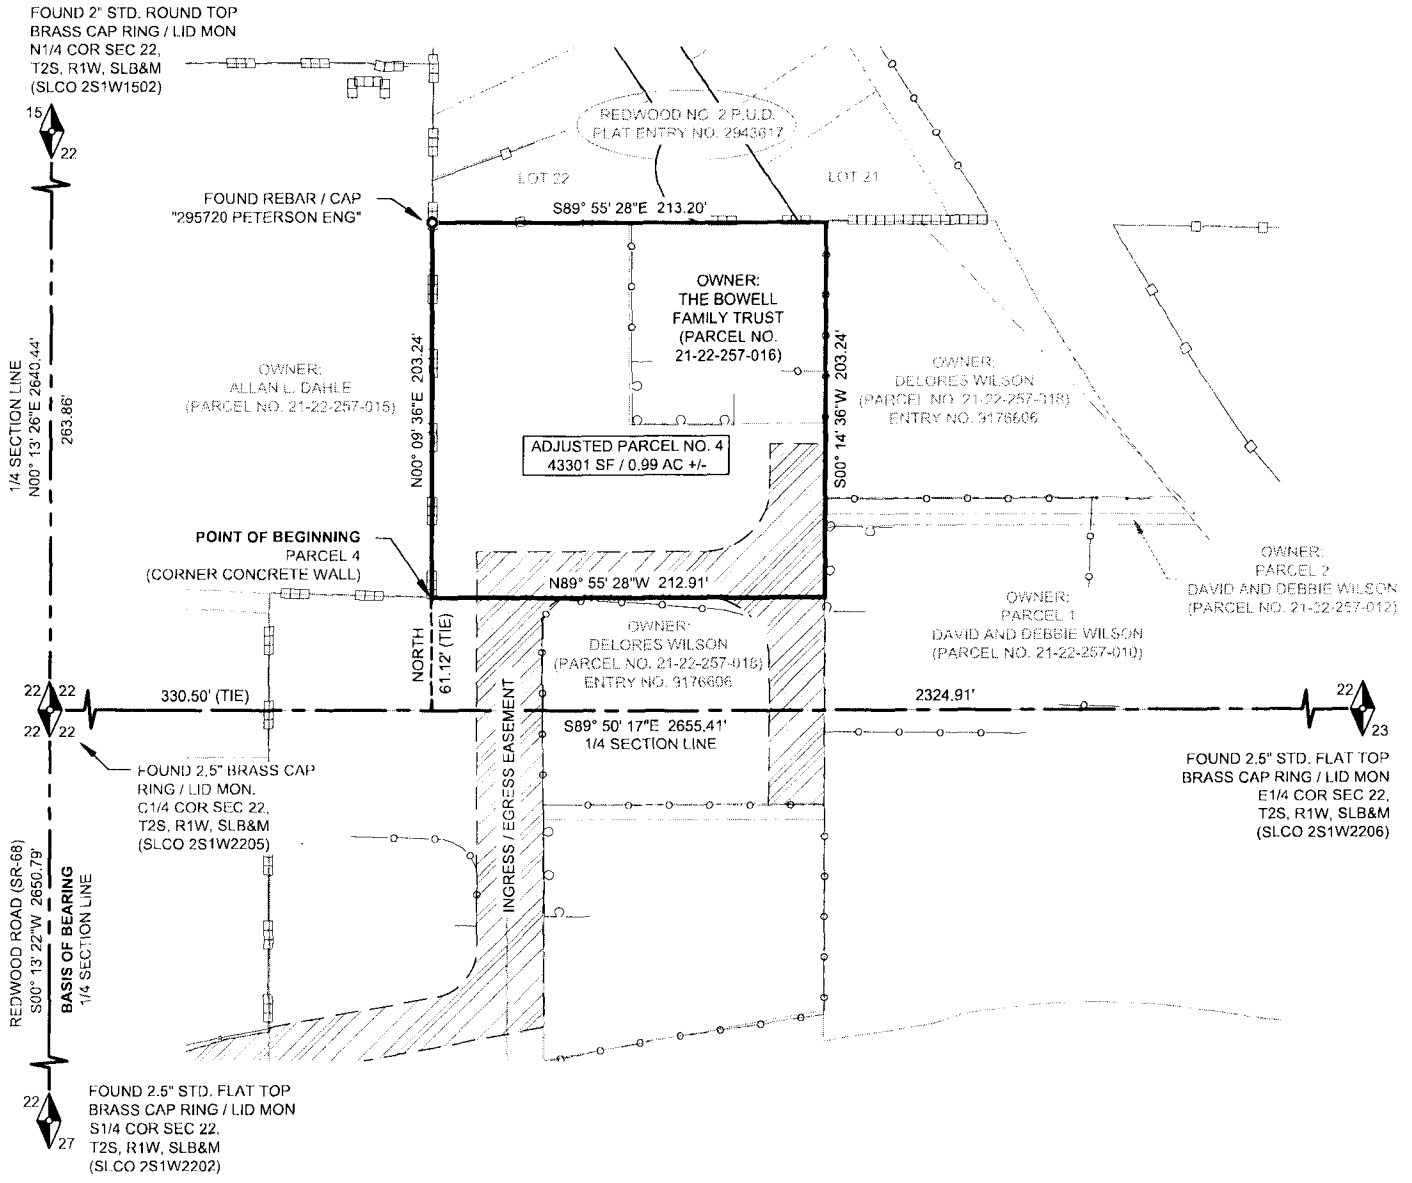 FOUND 2" STD. ROUND TOP
BRASS CAP RING / LID MON
N1/4 COR SEC 22,
T2S, R1W, SLB&M
(SLCO 2S1W1502)
15
22
REDWOOD NO. 2 P.U.D.
PLAT ENTRY NO. 2943617
LOT 22
LOT 21
FOUND REBAR / CAP
"295720 PETERSON ENG"
S89° 55' 28"E 213.20'
OWNER:
THE BOWELL
FAMILY TRUST
(PARCEL NO.
21-22-257-016)
1/4 SECTION LINE
N00° 13' 26"E 2640.44'
263.86'
OWNER:
ALLAN L. DAHLE
(PARCEL NO. 21-22-257-015)
N00° 09' 36"E 203.24'
S00° 14' 36"W 203.24'
OWNER:
DELORES WILSON
(PARCEL NO. 21-22-257-018)
ENTRY NO. 9176606
ADJUSTED PARCEL NO. 4
43301 SF / 0.99 AC +/-
POINT OF BEGINNING
PARCEL 4
(CORNER CONCRETE WALL)
N89° 55' 28"W 212.91'
OWNER:
PARCEL 2
DAVID AND DEBBIE WILSON
(PARCEL NO. 21-22-257-012)
OWNER:
PARCEL 1
DAVID AND DEBBIE WILSON
(PARCEL NO. 21-22-257-010)
OWNER:
DELORES WILSON
(PARCEL NO. 21-22-257-018)
ENTRY NO. 9176606
NORTH
61.12' (TIE)
22 22
22 22
330.50' (TIE)
2324.91'
S89° 50' 17"E 2655.41'
1/4 SECTION LINE
22
23
INGRESS / EGRESS EASEMENT
FOUND 2.5" BRASS CAP
RING / LID MON.
C1/4 COR SEC 22,
T2S, R1W, SLB&M
(SLCO 2S1W2205)
FOUND 2.5" STD. FLAT TOP
BRASS CAP RING / LID MON
E1/4 COR SEC 22,
T2S, R1W, SLB&M
(SLCO 2S1W2206)
REDWOOD ROAD (SR-68)
S00° 13' 22"W 2650.79'
BASIS OF BEARING
1/4 SECTION LINE
22
27
FOUND 2.5" STD. FLAT TOP
BRASS CAP RING / LID MON
S1/4 COR SEC 22,
T2S, R1W, SLB&M
(SLCO 2S1W2202)